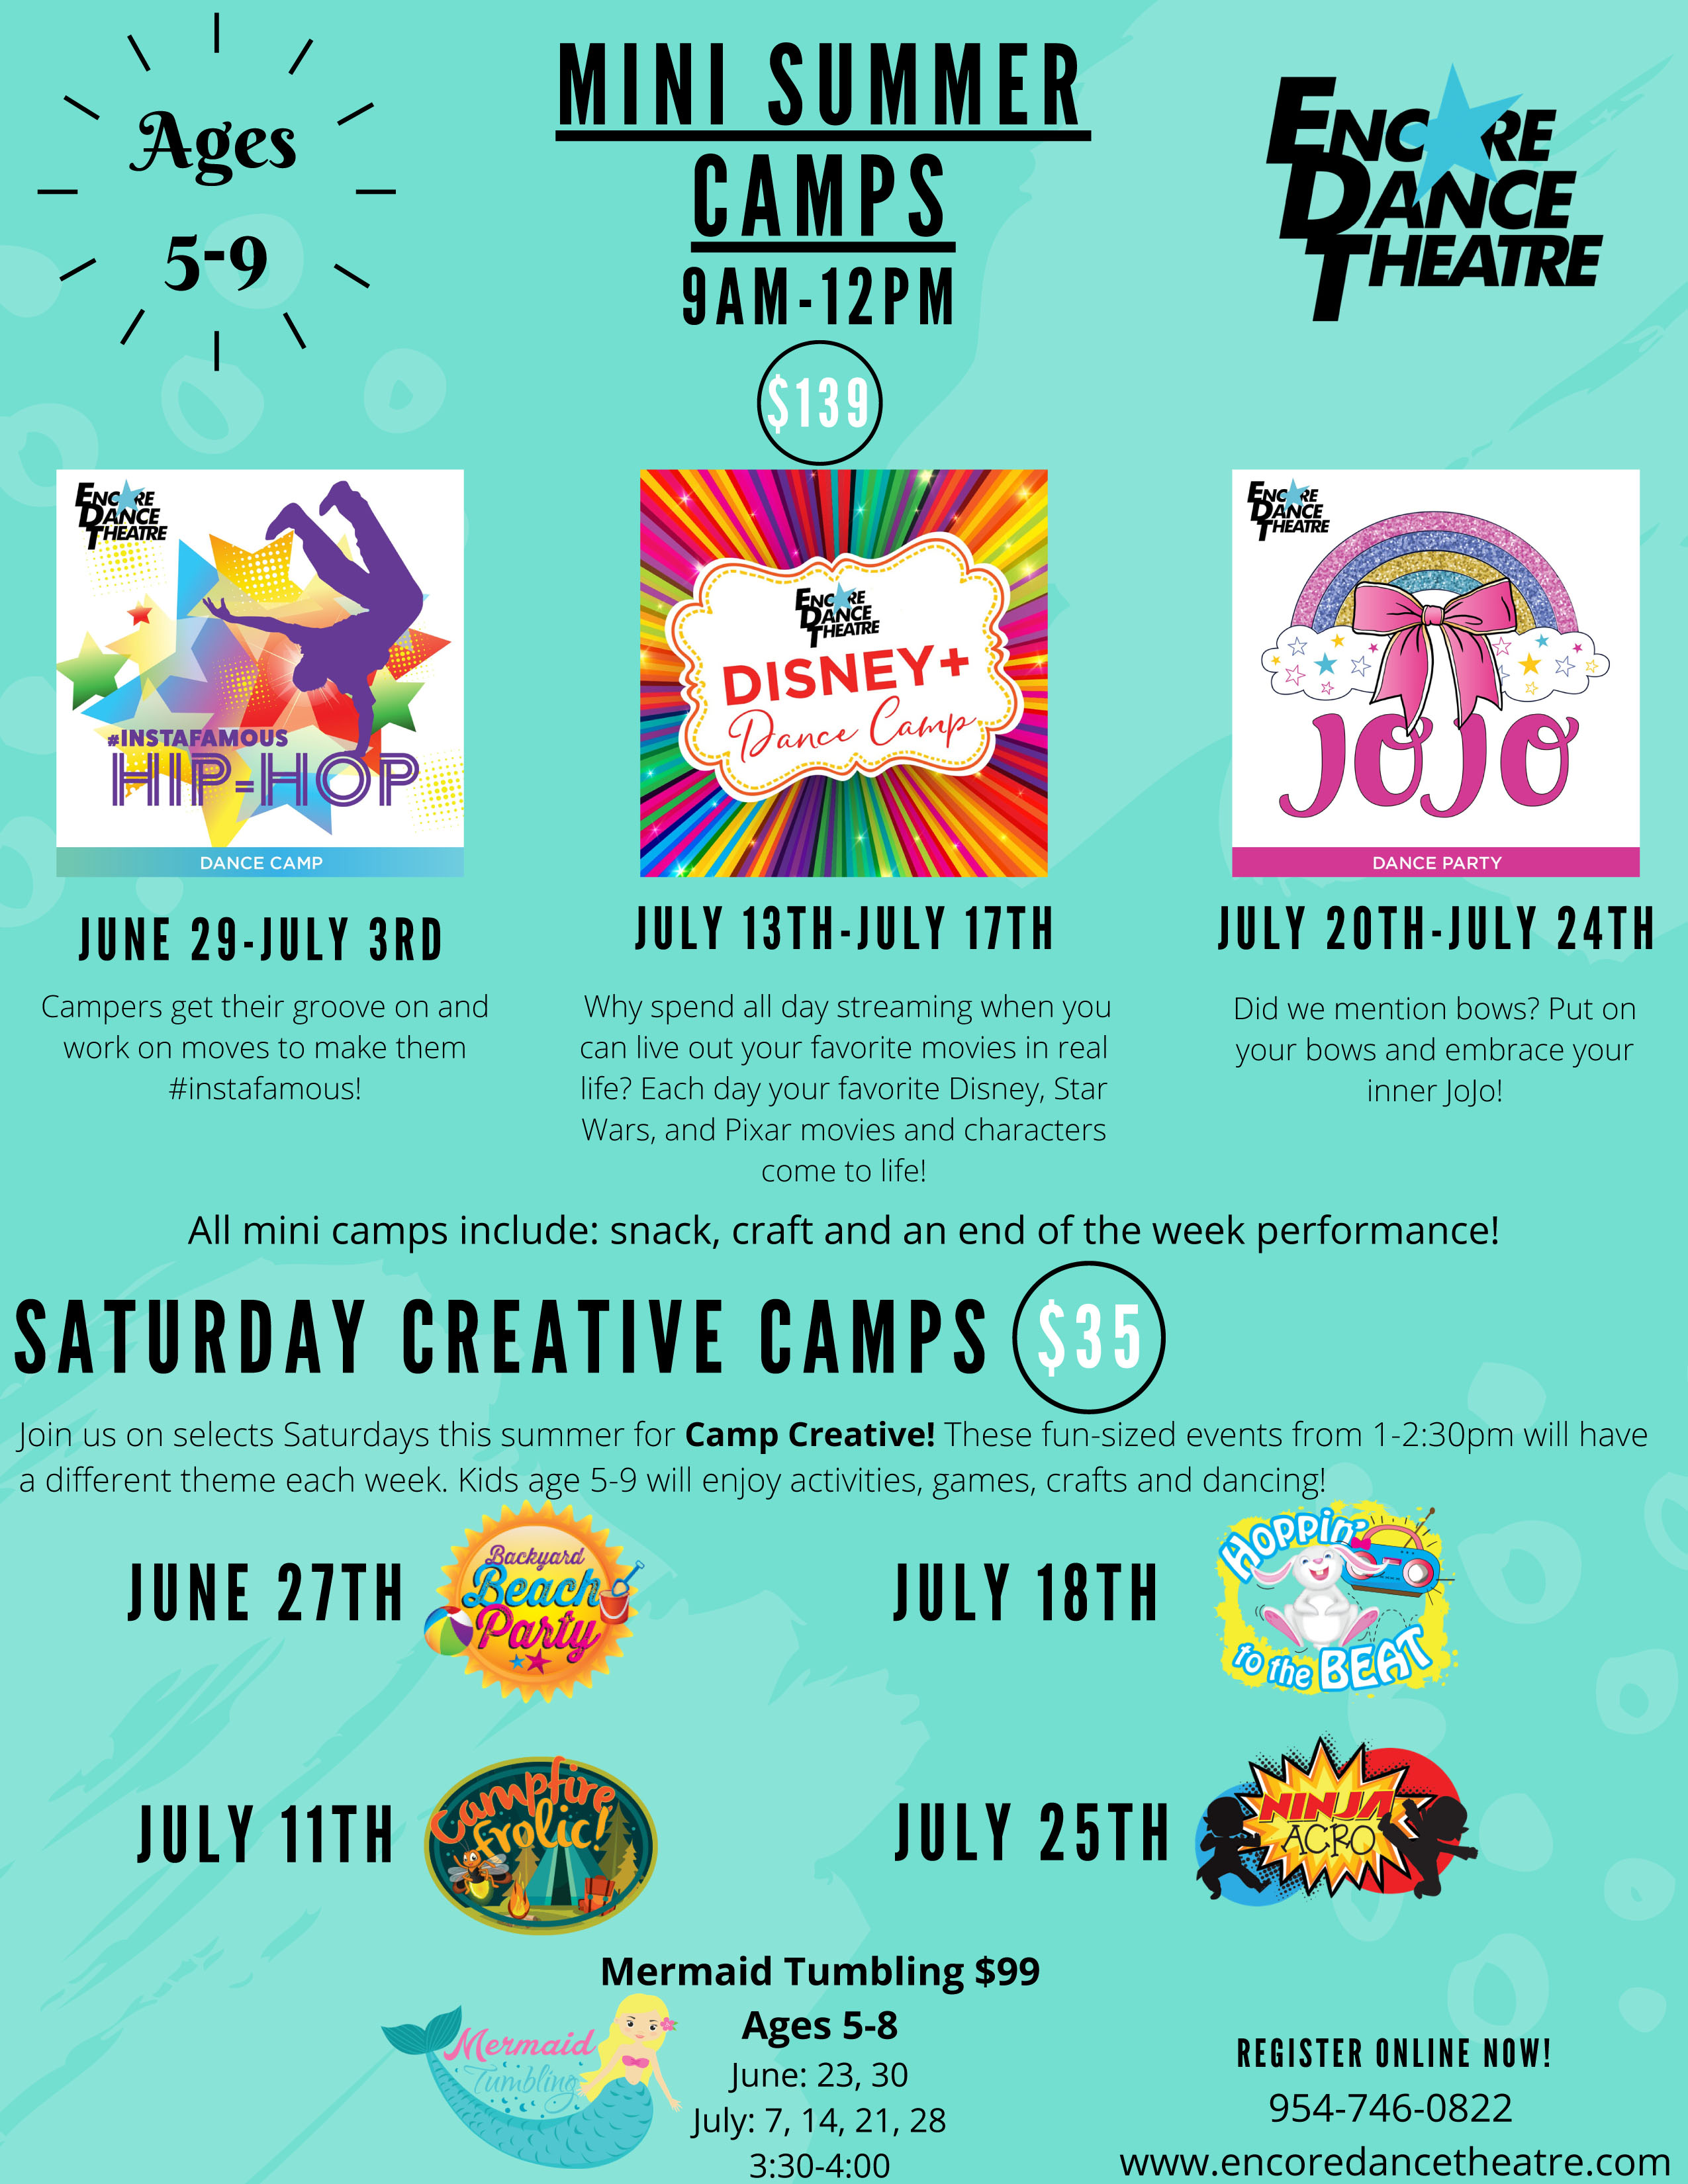 Ages
5-9
MINI SUMMER
CAMPS
9AM-12PM
$139
ENCORE
DANCE
THEATRE
ENCORE
DANCE
THEATRE
#INSTAFAMOUS
HIP-HOP
DANCE CAMP
ENCORE
DANCE
THEATRE
DISNEY+
Dance Camp
ENCORE
DANCE
THEATRE
JOJO
DANCE PARTY
JUNE 29-JULY 3RD
Campers get their groove on and
work on moves to make them
#instafamous!
JULY 13TH-JULY 17TH
Why spend all day streaming when you
can live out your favorite movies in real
life? Each day your favorite Disney, Star
Wars, and Pixar movies and characters
come to life!
JULY 20TH-JULY 24TH
Did we mention bows? Put on
your bows and embrace your
inner JoJo!
All mini camps include: snack, craft and an end of the week performance!
SATURDAY CREATIVE CAMPS $35
Join us on selects Saturdays this summer for Camp Creative! These fun-sized events from 1-2:30pm will have
a different theme each week. Kids age 5-9 will enjoy activities, games, crafts and dancing!
JUNE 27TH
Backyard
Beach
Party
JULY 18TH
HOPPIN'
to the BEAT
JULY 11TH
Campfire
frolic!
JULY 25TH
NINJA
ACRO
Mermaid Tumbling $99
Ages 5-8
June: 23, 30
July: 7, 14, 21, 28
3:30-4:00
Mermaid
Tumbling
REGISTER ONLINE NOW!
954-746-0822
www.encoredancetheatre.com